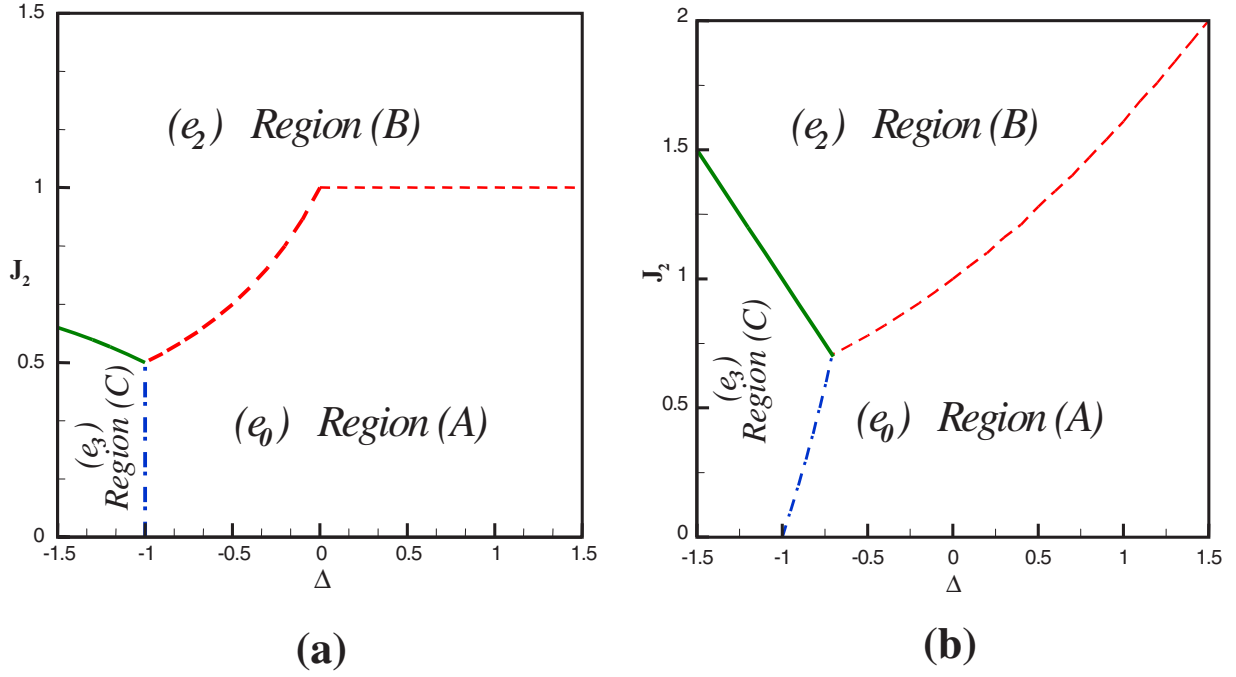 1.5
1
0.5
0
J₂
-1.5
-1
-0.5
0
0.5
1
1.5
Δ
(e₂) Region (B)
(e₃)
Region (C)
(e₀) Region (A)
(a)
2
1.5
1
0.5
0
J₂
-1.5
-1
-0.5
0
0.5
1
1.5
Δ
(e₂) Region (B)
(e₃)
Region (C)
(e₀) Region (A)
(b)